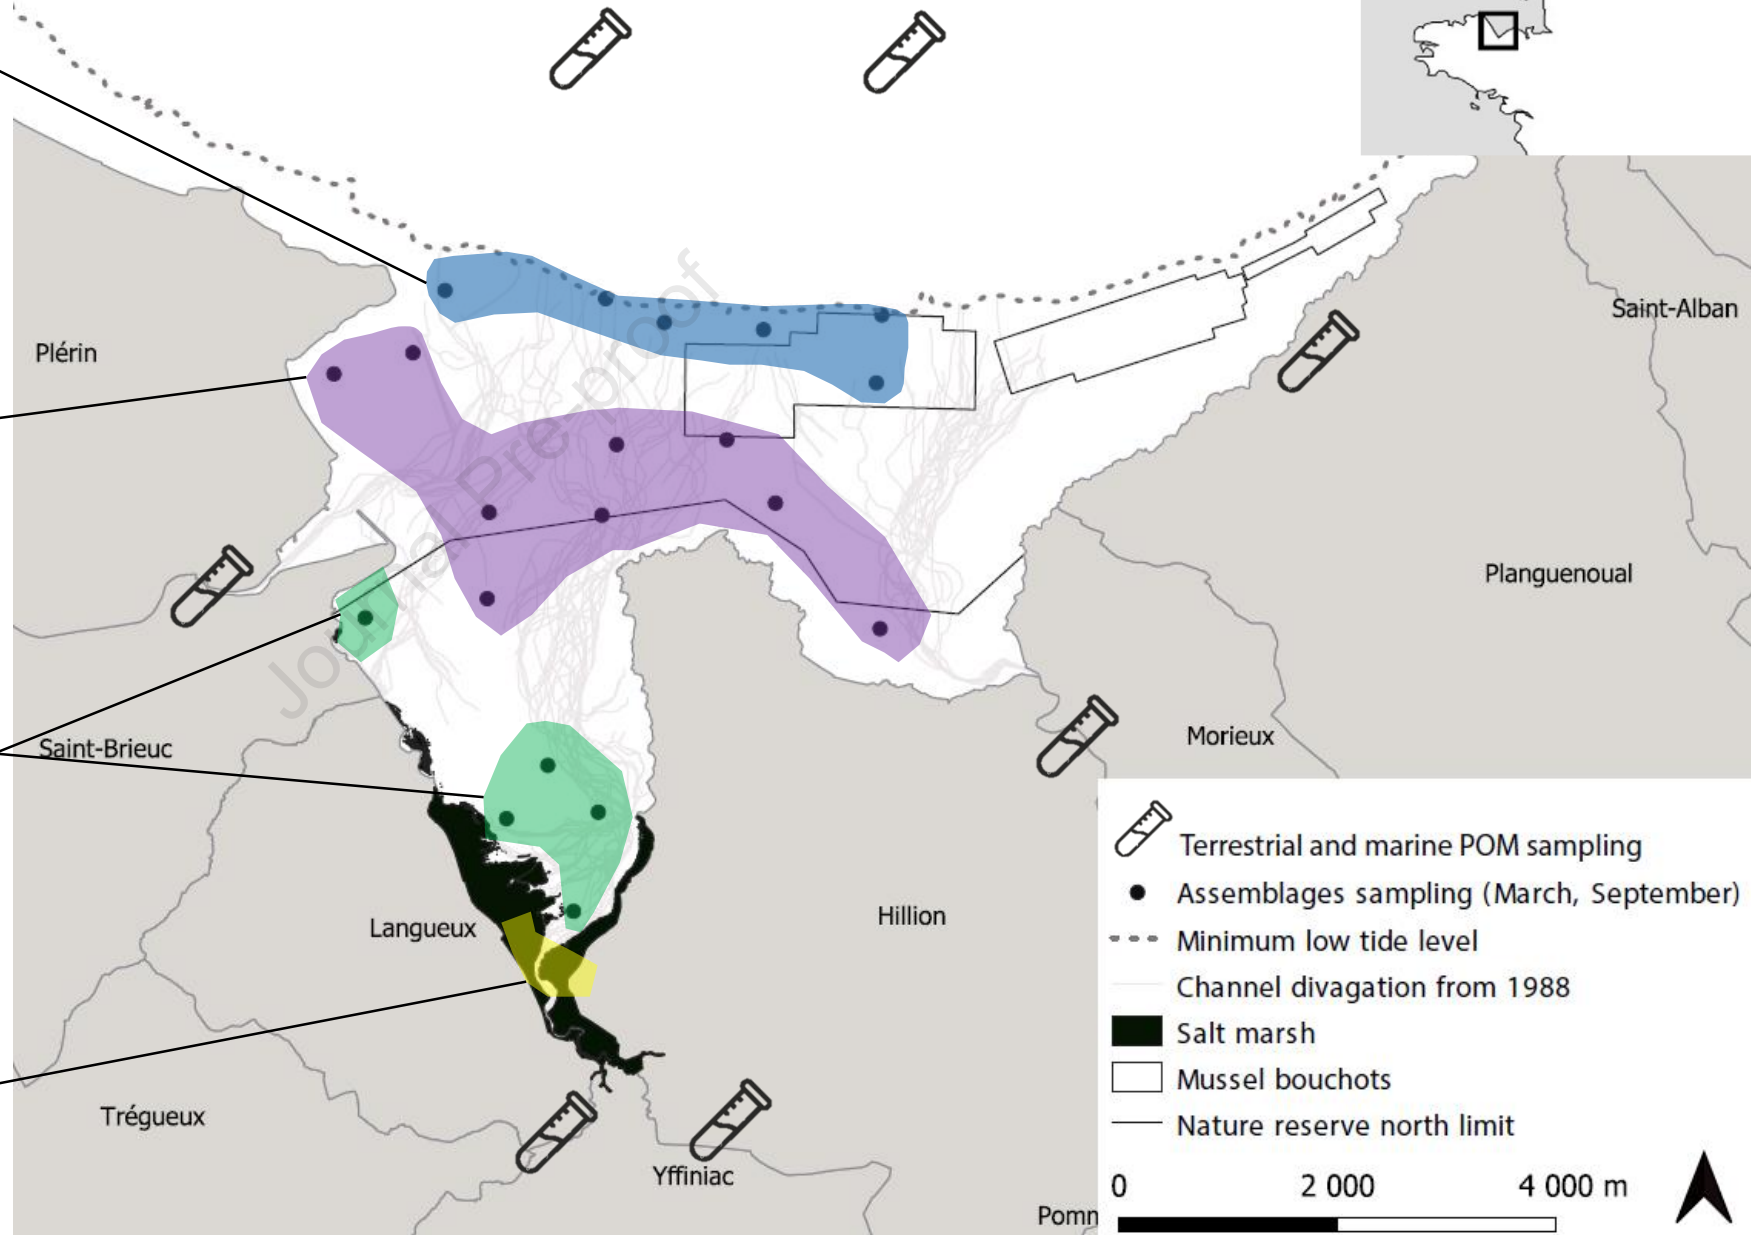 Saint-Alban
Plérin
Journal Pre-proof
Planguenoual
Saint-Brieuc
Morieux
Langueux
Hillion
Trégueux
Yffiniac
Pomm
Terrestrial and marine POM sampling
Assemblages sampling (March, September)
Minimum low tide level
Channel divagation from 1988
Salt marsh
Mussel bouchots
Nature reserve north limit
0 2 000 4 000 m